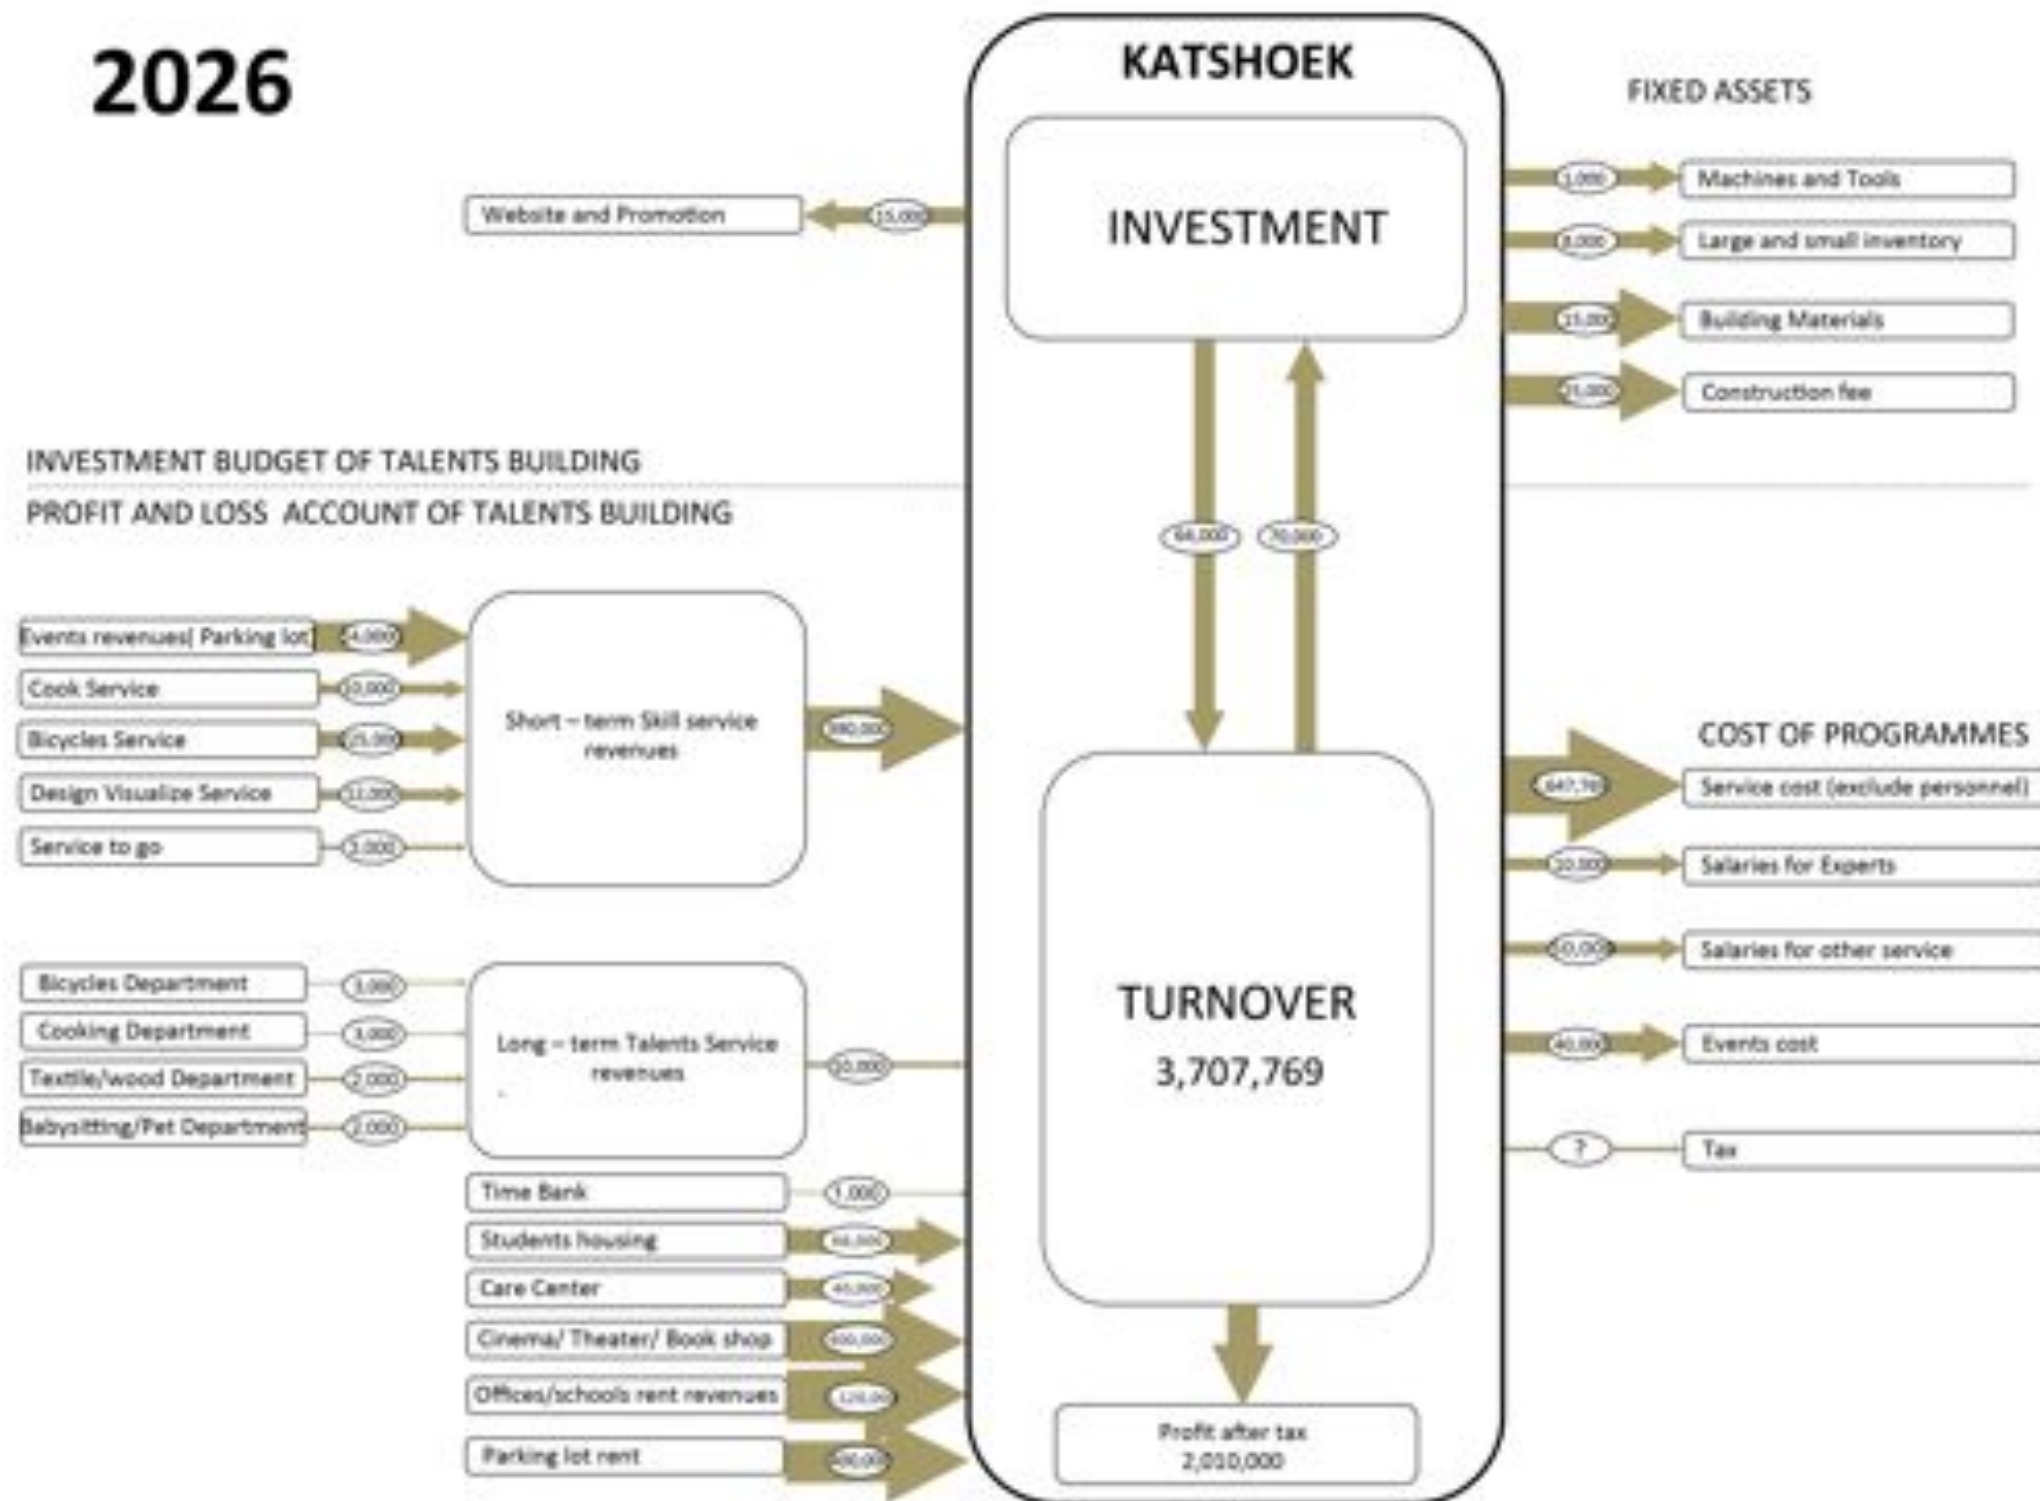 2026
KATSHOEK
FIXED ASSETS
INVESTMENT
Website and Promotion
15,00
Machines and Tools
Large and small inventory
Building Materials
Construction fee
INVESTMENT BUDGET OF TALENTS BUILDING
PROFIT AND LOSS ACCOUNT OF TALENTS BUILDING
70,000
Events revenues( Parking lot)
Cook Service
Bicycles Service
Design Visualize Service
Service to go
Short – term Skill service
revenues
Bicycles Department
3,000
Cooking Department
3,000
Textile/wood Department
2,000
Babysitting/Pet Department
2,000
Long – term Talents Service
revenues
10,000
Time Bank
1,000
Students housing
Care Center
Cinema/ Theater/ Book shop
Offices/schools rent revenues
Parking lot rent
TURNOVER
3,707,769
Profit after tax
2,010,000
COST OF PROGRAMMES
Service cost (exclude personnel)
Salaries for Experts
Salaries for other service
Events cost
Tax
?